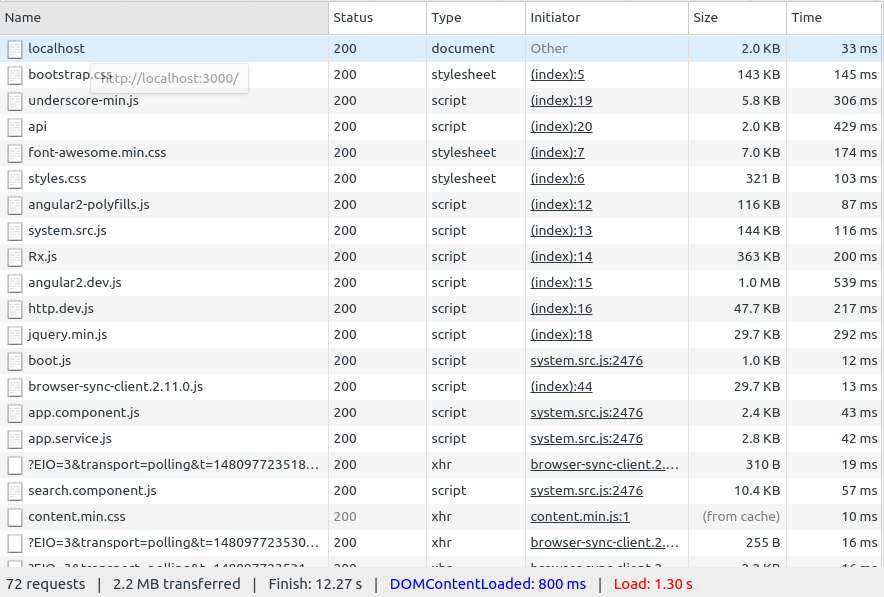 Name Status Type Initiator Size Time
localhost 200 document Other 2.0 KB 33 ms
bootstrap.css 200 stylesheet (index):5 143 KB 145 ms
http://localhost:3000/
underscore-min.js 200 script (index):19 5.8 KB 306 ms
api 200 script (index):20 2.0 KB 429 ms
font-awesome.min.css 200 stylesheet (index):7 7.0 KB 174 ms
styles.css 200 stylesheet (index):6 321 B 103 ms
angular2-polyfills.js 200 script (index):12 116 KB 87 ms
system.src.js 200 script (index):13 144 KB 116 ms
Rx.js 200 script (index):14 363 KB 200 ms
angular2.dev.js 200 script (index):15 1.0 MB 539 ms
http.dev.js 200 script (index):16 47.7 KB 217 ms
jquery.min.js 200 script (index):18 29.7 KB 292 ms
boot.js 200 script system.src.js:2476 1.0 KB 12 ms
browser-sync-client.2.11.0.js 200 script (index):44 29.7 KB 13 ms
app.component.js 200 script system.src.js:2476 2.4 KB 43 ms
app.service.js 200 script system.src.js:2476 2.8 KB 42 ms
?EIO=3&transport=polling&t=148097723518... 200 xhr browser-sync-client.2.... 310 B 19 ms
search.component.js 200 script system.src.js:2476 10.4 KB 57 ms
content.min.css 200 xhr content.min.js:1 (from cache) 10 ms
?EIO=3&transport=polling&t=148097723530... 200 xhr browser-sync-client.2.... 255 B 16 ms
72 requests | 2.2 MB transferred | Finish: 12.27 s | DOMContentLoaded: 800 ms | Load: 1.30 s